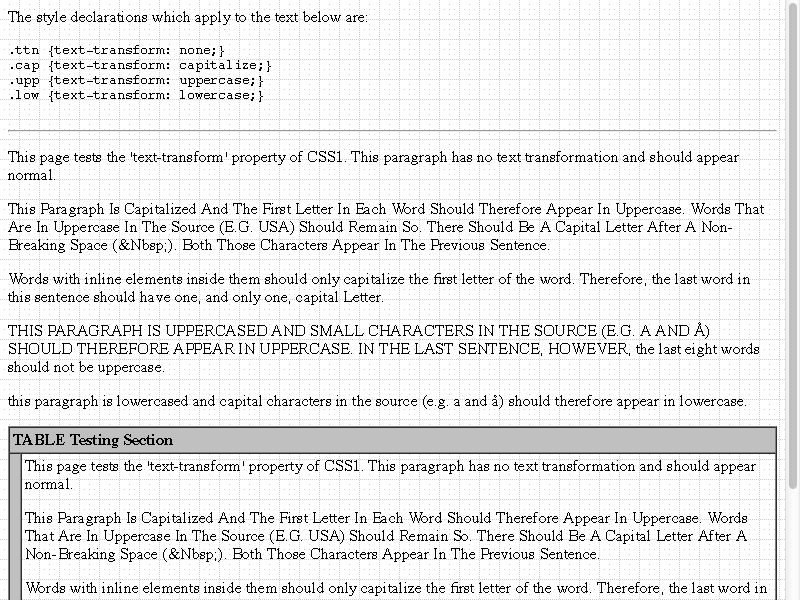 The style declarations which apply to the text below are:
.ttn {text-transform: none;}
.cap {text-transform: capitalize;}
.upp {text-transform: uppercase;}
.low {text-transform: lowercase;}
This page tests the 'text-transform' property of CSS1. This paragraph has no text transformation and should appear
normal.
This Paragraph Is Capitalized And The First Letter In Each Word Should Therefore Appear In Uppercase. Words That
Are In Uppercase In The Source (E.G. USA) Should Remain So. There Should Be A Capital Letter After A Non-
Breaking Space (&Nbsp;). Both Those Characters Appear In The Previous Sentence.
Words with inline elements inside them should only capitalize the first letter of the word. Therefore, the last word in
this sentence should have one, and only one, capital Letter.
THIS PARAGRAPH IS UPPERCASED AND SMALL CHARACTERS IN THE SOURCE (E.G. A AND Å)
SHOULD THEREFORE APPEAR IN UPPERCASE. IN THE LAST SENTENCE, HOWEVER, the last eight words
should not be uppercase.
this paragraph is lowercased and capital characters in the source (e.g. a and å) should therefore appear in lowercase.
TABLE Testing Section
This page tests the 'text-transform' property of CSS1. This paragraph has no text transformation and should appear
normal.
This Paragraph Is Capitalized And The First Letter In Each Word Should Therefore Appear In Uppercase. Words
That Are In Uppercase In The Source (E.G. USA) Should Remain So. There Should Be A Capital Letter After A
Non-Breaking Space (&Nbsp;). Both Those Characters Appear In The Previous Sentence.
Words with inline elements inside them should only capitalize the first letter of the word. Therefore, the last word in